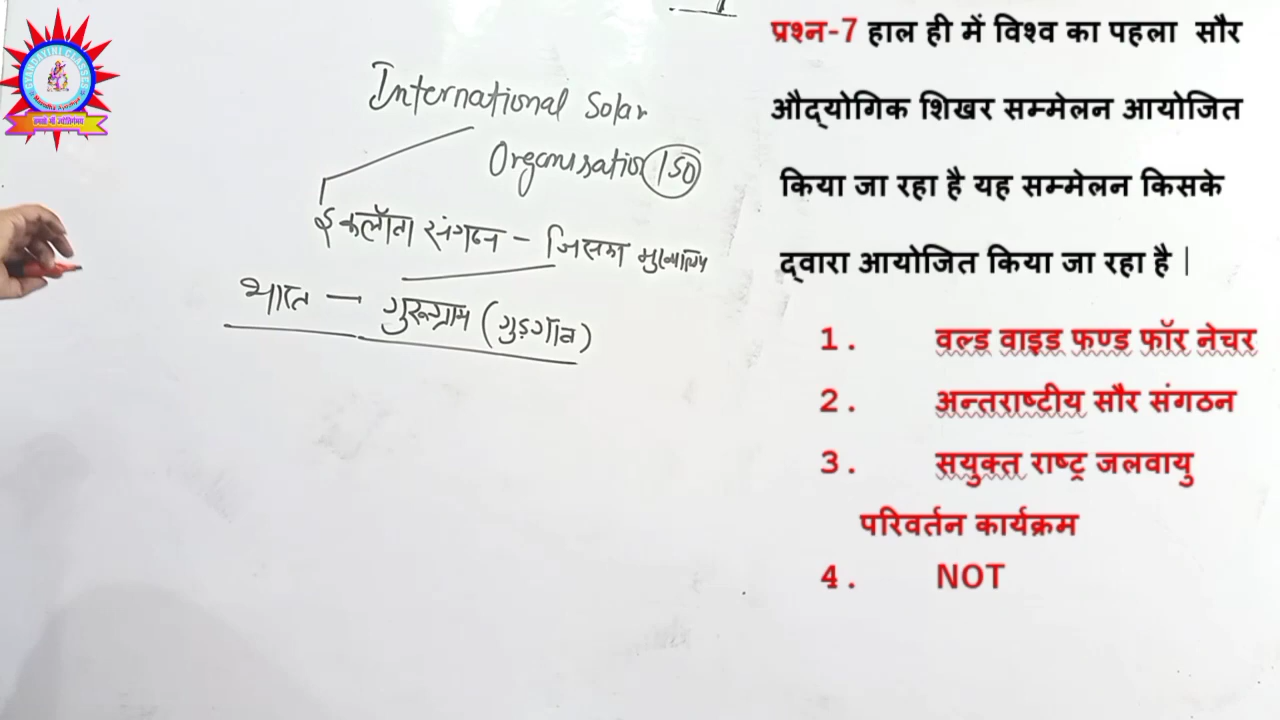 International Solar
Organisation ISO
इकलौता संगठन - जिसका मुख्यालय
भारत — गुरूग्राम (गुड़गाँव)
प्रश्न-7 हाल ही में विश्व का पहला सौर
औद्योगिक शिखर सम्मेलन आयोजित
किया जा रहा है यह सम्मेलन किसके
द्वारा आयोजित किया जा रहा है |
1. वल्ड वाइड फण्ड फॉर नेचर
2. अन्तराष्टीय सौर संगठन
3. सयुक्त राष्ट्र जलवायु
परिवर्तन कार्यक्रम
4. NOT